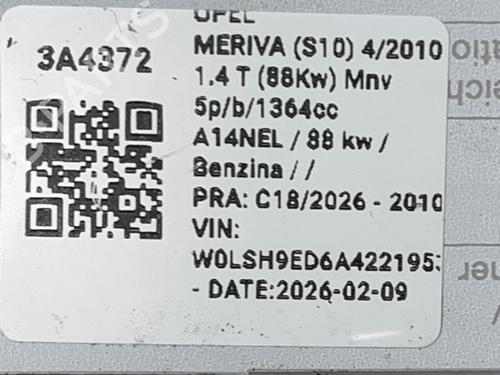 OPEL
3A4372
MERIVA (S10) 4/2010
1.4 T (88Kw) Mnv
5p/b/1364cc
A14NEL / 88 kw /
Benzina / /
PRA: C18/2026 - 2010
VIN:
W0LSH9ED6A422195
- DATE:2026-02-09